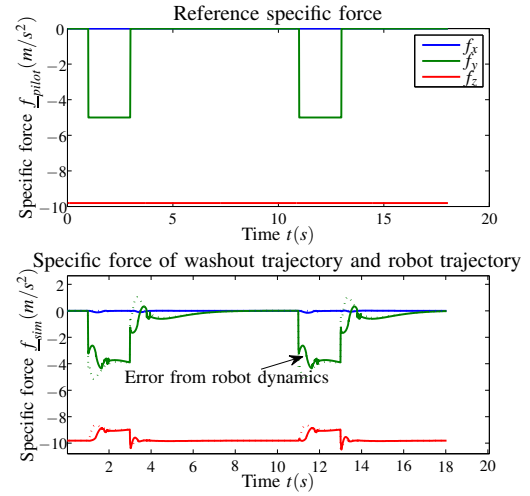 Reference specific force
Specific force f_pilot(m/s²)
0
−2
−4
−6
−8
−10
f_x
f_y
f_z
0 5 10 15 20
Time t(s)
Specific force of washout trajectory and robot trajectory
Specific force f_sim(m/s²)
2
0
−2
−4
−6
−8
−10
Error from robot dynamics
2 4 6 8 10 12 14 16 18 20
Time t(s)